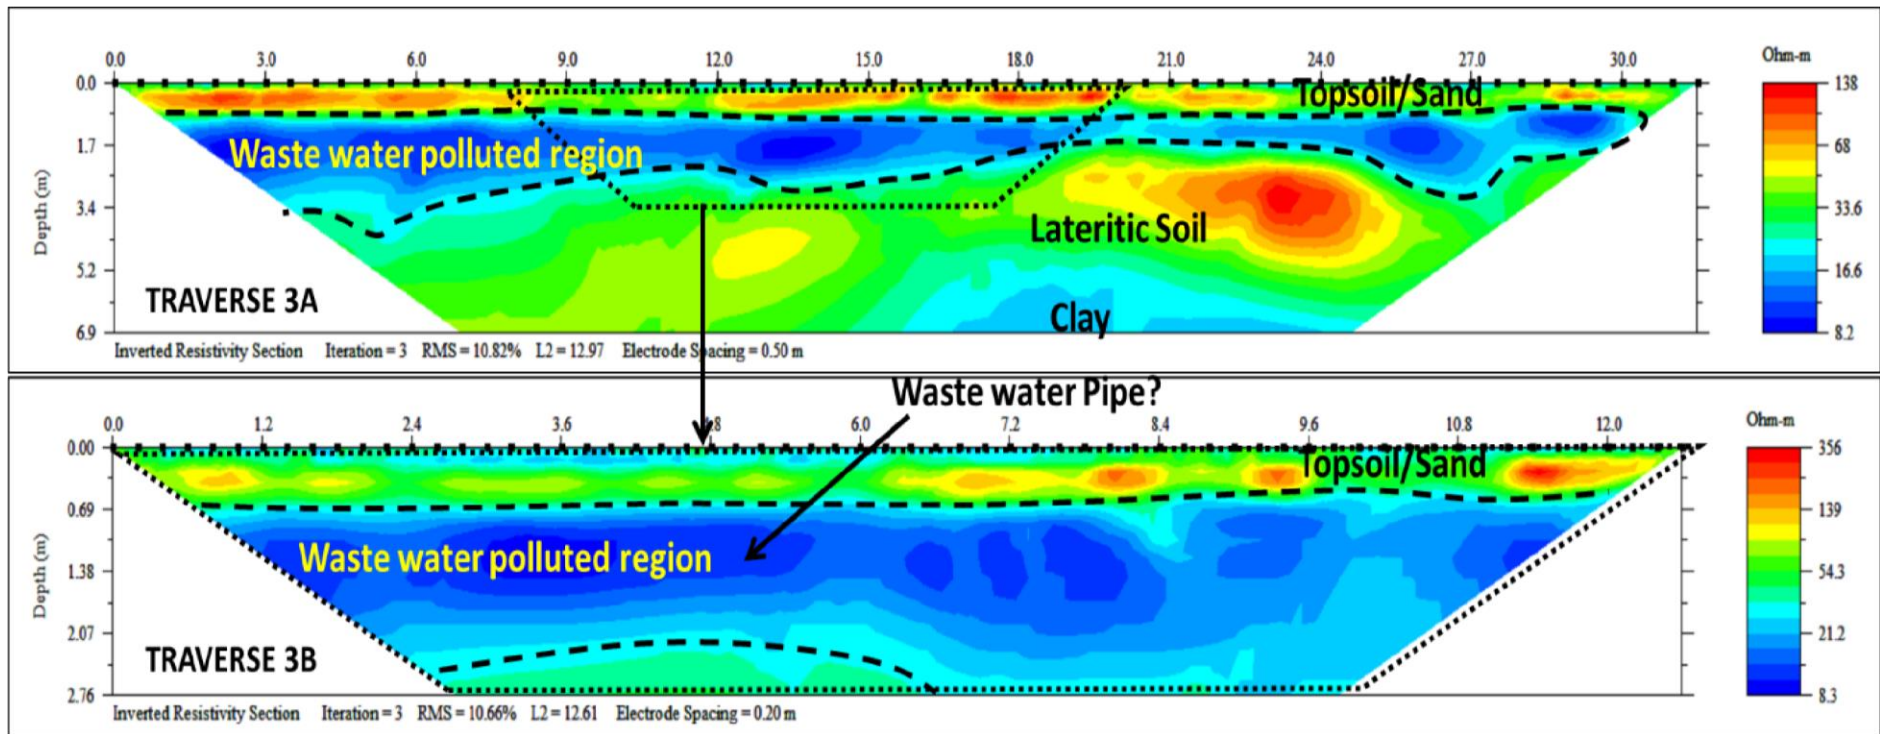 0.0 3.0 6.0 9.0 12.0 15.0 18.0 21.0 24.0 27.0 30.0
Ohm-m
0.0
1.7
3.4
5.2
6.9
Depth (m)
Topsoil/Sand
Waste water polluted region
Lateritic Soil
Clay
TRAVERSE 3A
138
68
33.6
16.6
8.2
Inverted Resistivity Section Iteration = 3 RMS = 10.82% L2 = 12.97 Electrode Spacing = 0.50 m
Waste water Pipe?
0.0 1.2 2.4 3.6 .8 6.0 7.2 8.4 9.6 10.8 12.0
Ohm-m
0.00
0.69
1.38
2.07
2.76
Depth (m)
Topsoil/Sand
Waste water polluted region
TRAVERSE 3B
356
139
54.3
21.2
8.3
Inverted Resistivity Section Iteration = 3 RMS = 10.66% L2 = 12.61 Electrode Spacing = 0.20 m